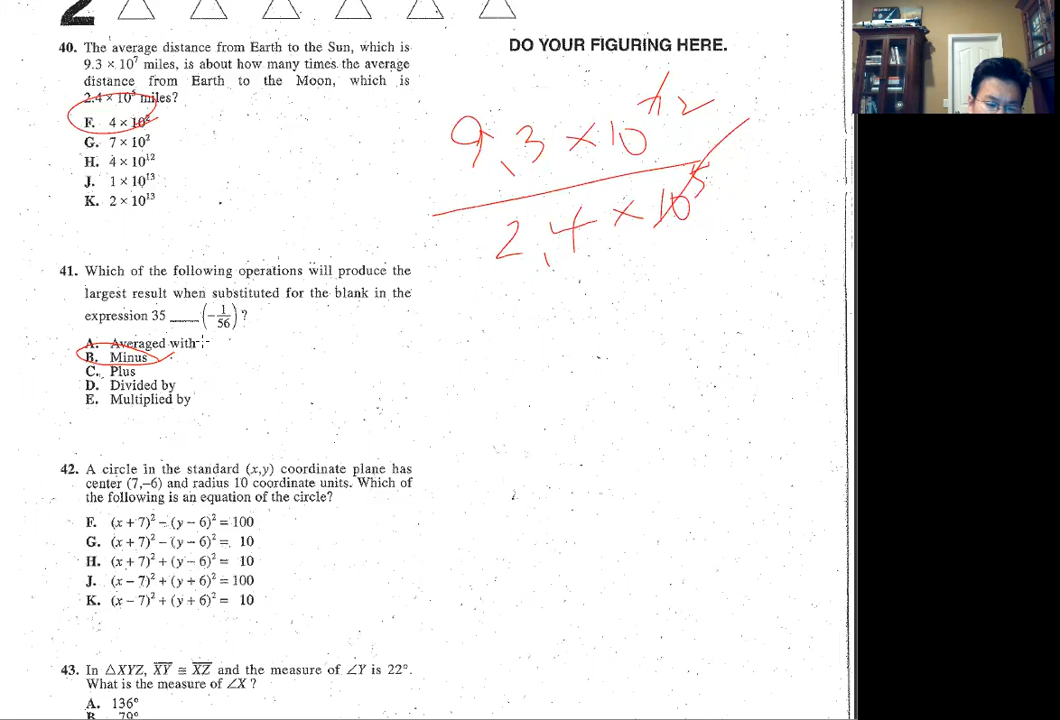 2
DO YOUR FIGURING HERE.
40. The average distance from Earth to the Sun, which is
9.3 × 10⁷ miles, is about how many times the average
distance from Earth to the Moon, which is
2.4 × 10⁵ miles?
F. 4 × 10²
G. 7 × 10²
H. 4 × 10¹²
J. 1 × 10¹³
K. 2 × 10¹³
9.3 × 10
2
2.4 × 10⁵
41. Which of the following operations will produce the
largest result when substituted for the blank in the
expression 35 ____ (-1/56)?
A. Averaged with
B. Minus
C. Plus
D. Divided by
E. Multiplied by
42. A circle in the standard (x,y) coordinate plane has
center (7,–6) and radius 10 coordinate units. Which of
the following is an equation of the circle?
F. (x + 7)² – (y – 6)² = 100
G. (x + 7)² – (y – 6)² = 10
H. (x + 7)² + (y – 6)² = 10
J. (x – 7)² + (y + 6)² = 100
K. (x – 7)² + (y + 6)² = 10
43. In △XYZ, XY ≅ XZ and the measure of ∠Y is 22°.
What is the measure of ∠X ?
A. 136°
B. 79°